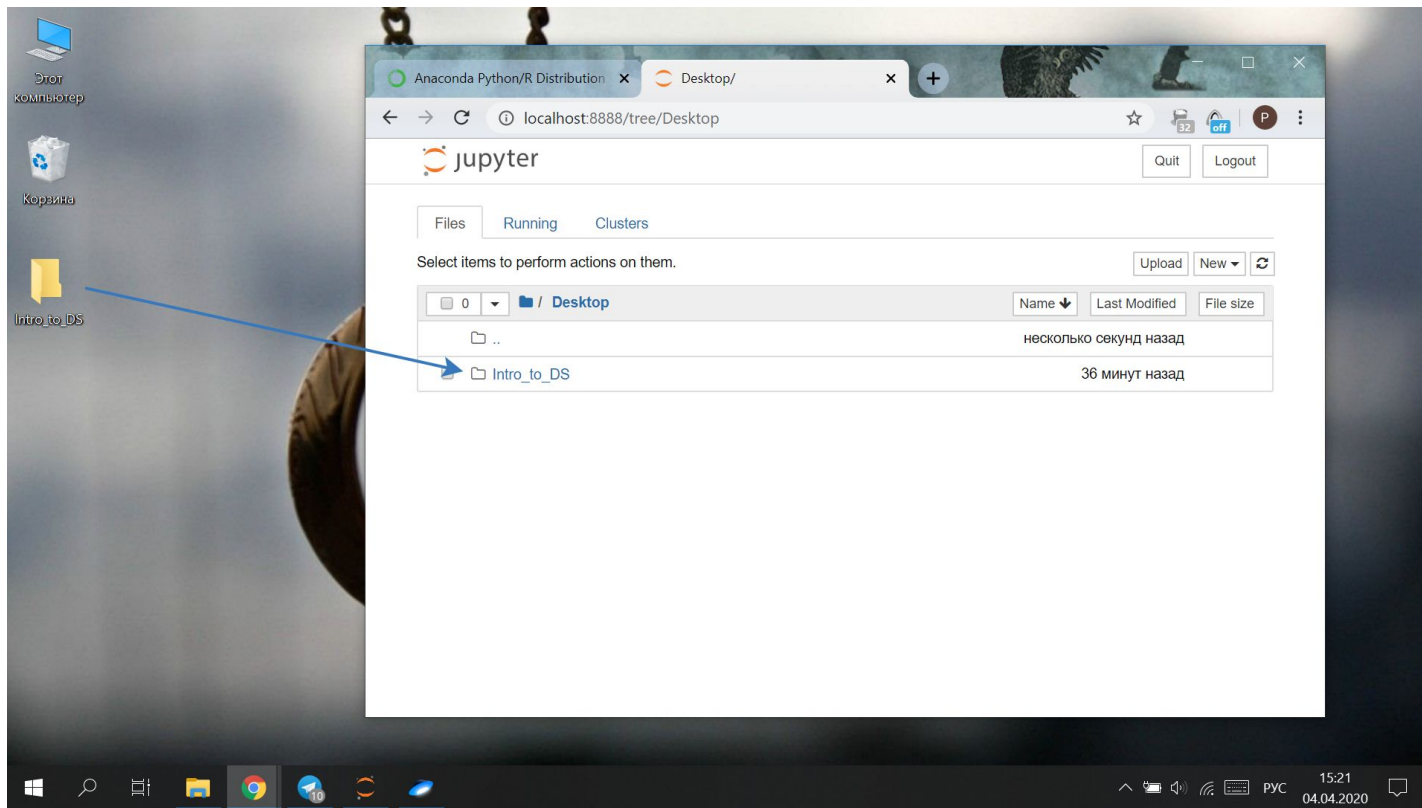 Этот
компьютер
Корзина
Intro_to_DS
Anaconda Python/R Distribution
Desktop/
localhost:8888/tree/Desktop
32
off
P
jupyter
Quit
Logout
Files
Running
Clusters
Select items to perform actions on them.
Upload
New
0
/ Desktop
Name
Last Modified
File size
..
несколько секунд назад
Intro_to_DS
36 минут назад
10
РУС
15:21
04.04.2020